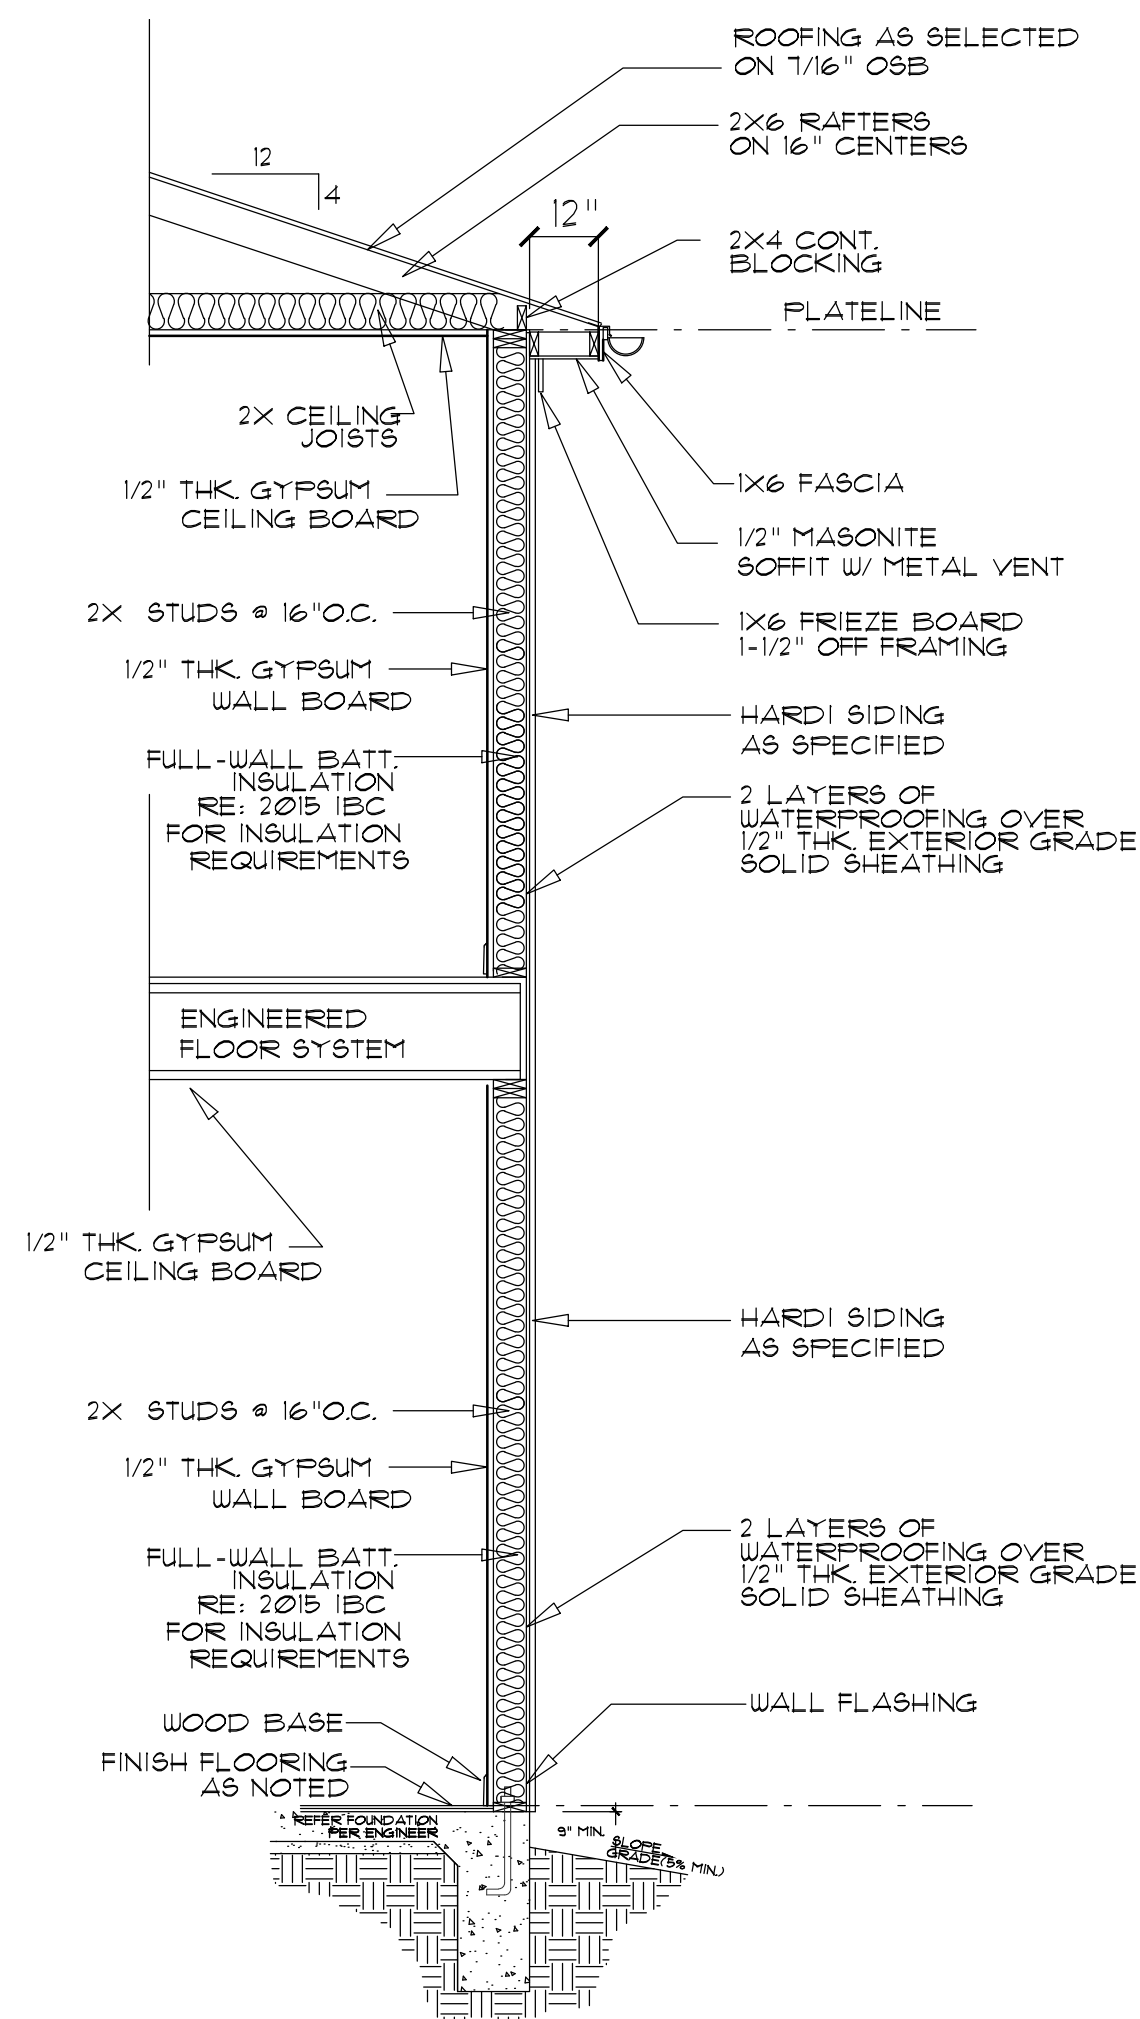 ROOFING AS SELECTED
ON 7/16" OSB
2X6 RAFTERS
ON 16" CENTERS
12
4
12"
2X4 CONT.
BLOCKING
PLATELINE
2X CEILING
JOISTS
1/2" THK. GYPSUM
CEILING BOARD
1X6 FASCIA
1/2" MASONITE
SOFFIT W/ METAL VENT
2X STUDS @ 16"O.C.
1X6 FRIEZE BOARD
1-1/2" OFF FRAMING
1/2" THK. GYPSUM
WALL BOARD
HARDI SIDING
AS SPECIFIED
FULL-WALL BATT.
INSULATION
RE: 2015 IBC
FOR INSULATION
REQUIREMENTS
2 LAYERS OF
WATERPROOFING OVER
1/2" THK. EXTERIOR GRADE
SOLID SHEATHING
ENGINEERED
FLOOR SYSTEM
1/2" THK. GYPSUM
CEILING BOARD
HARDI SIDING
AS SPECIFIED
2X STUDS @ 16"O.C.
1/2" THK. GYPSUM
WALL BOARD
FULL-WALL BATT.
INSULATION
RE: 2015 IBC
FOR INSULATION
REQUIREMENTS
2 LAYERS OF
WATERPROOFING OVER
1/2" THK. EXTERIOR GRADE
SOLID SHEATHING
WALL FLASHING
WOOD BASE
FINISH FLOORING
AS NOTED
REFER FOUNDATION
PER ENGINEER
9" MIN.
SLOPE
GRADE(5% MIN.)